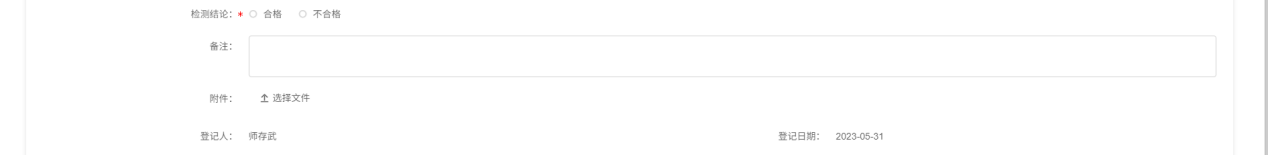 检测结论：* 合格 不合格
备注：
附件： 选择文件
登记人： 师存武 登记日期： 2023-05-31